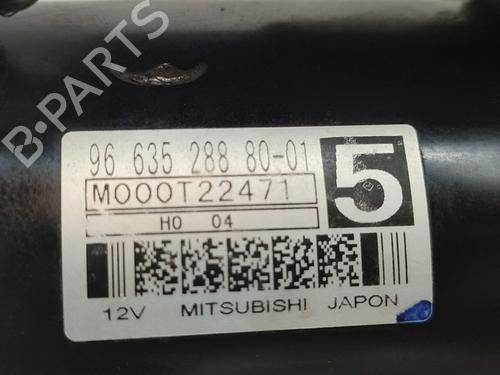 B-PARTS
96 635 288 80-01
5
M000T22471
H0 04
12V MITSUBISHI JAPON